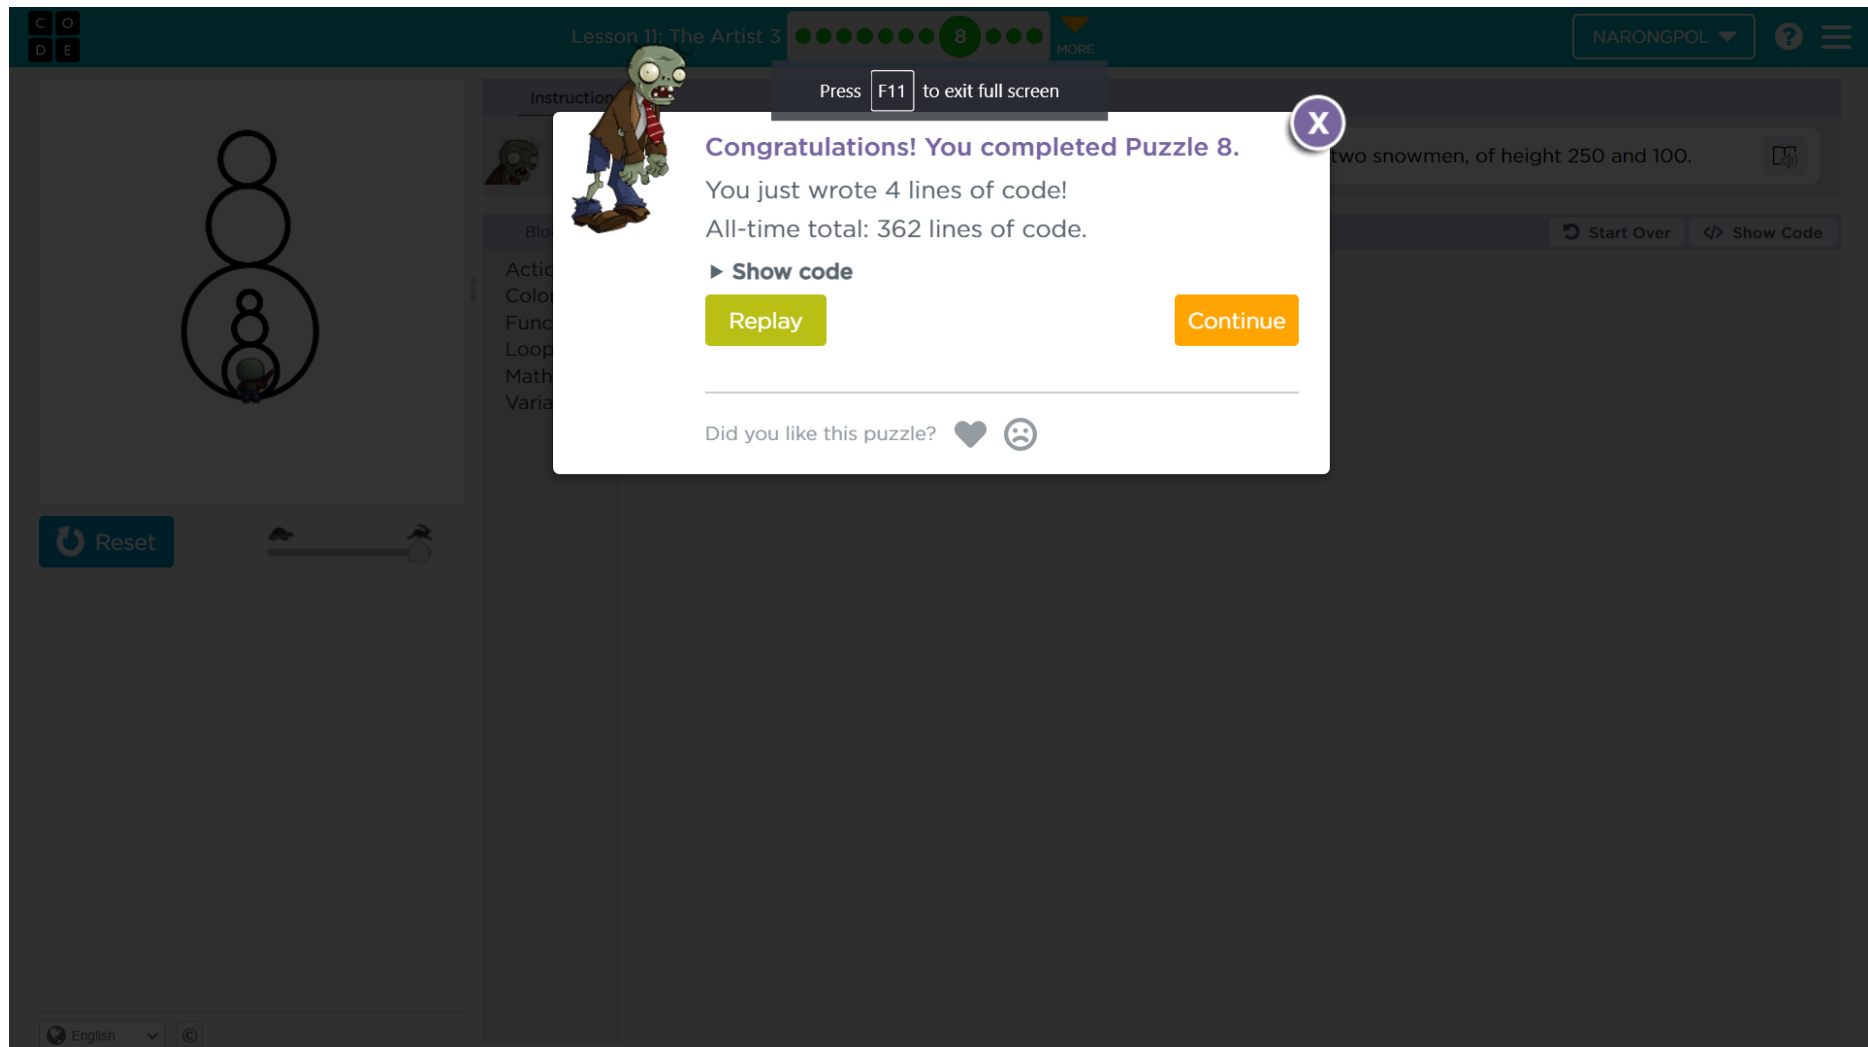 CODE
Lesson 11: The Artist 3
8
MORE
NARONGPOL
?
Press F11 to exit full screen
Instruction
X
Congratulations! You completed Puzzle 8.
two snowmen, of height 250 and 100.
You just wrote 4 lines of code!
All-time total: 362 lines of code.
Blo
Start Over
</> Show Code
Show code
Actio
Color
Func
Loop
Math
Varia
Replay
Continue
Did you like this puzzle?
Reset
English
©